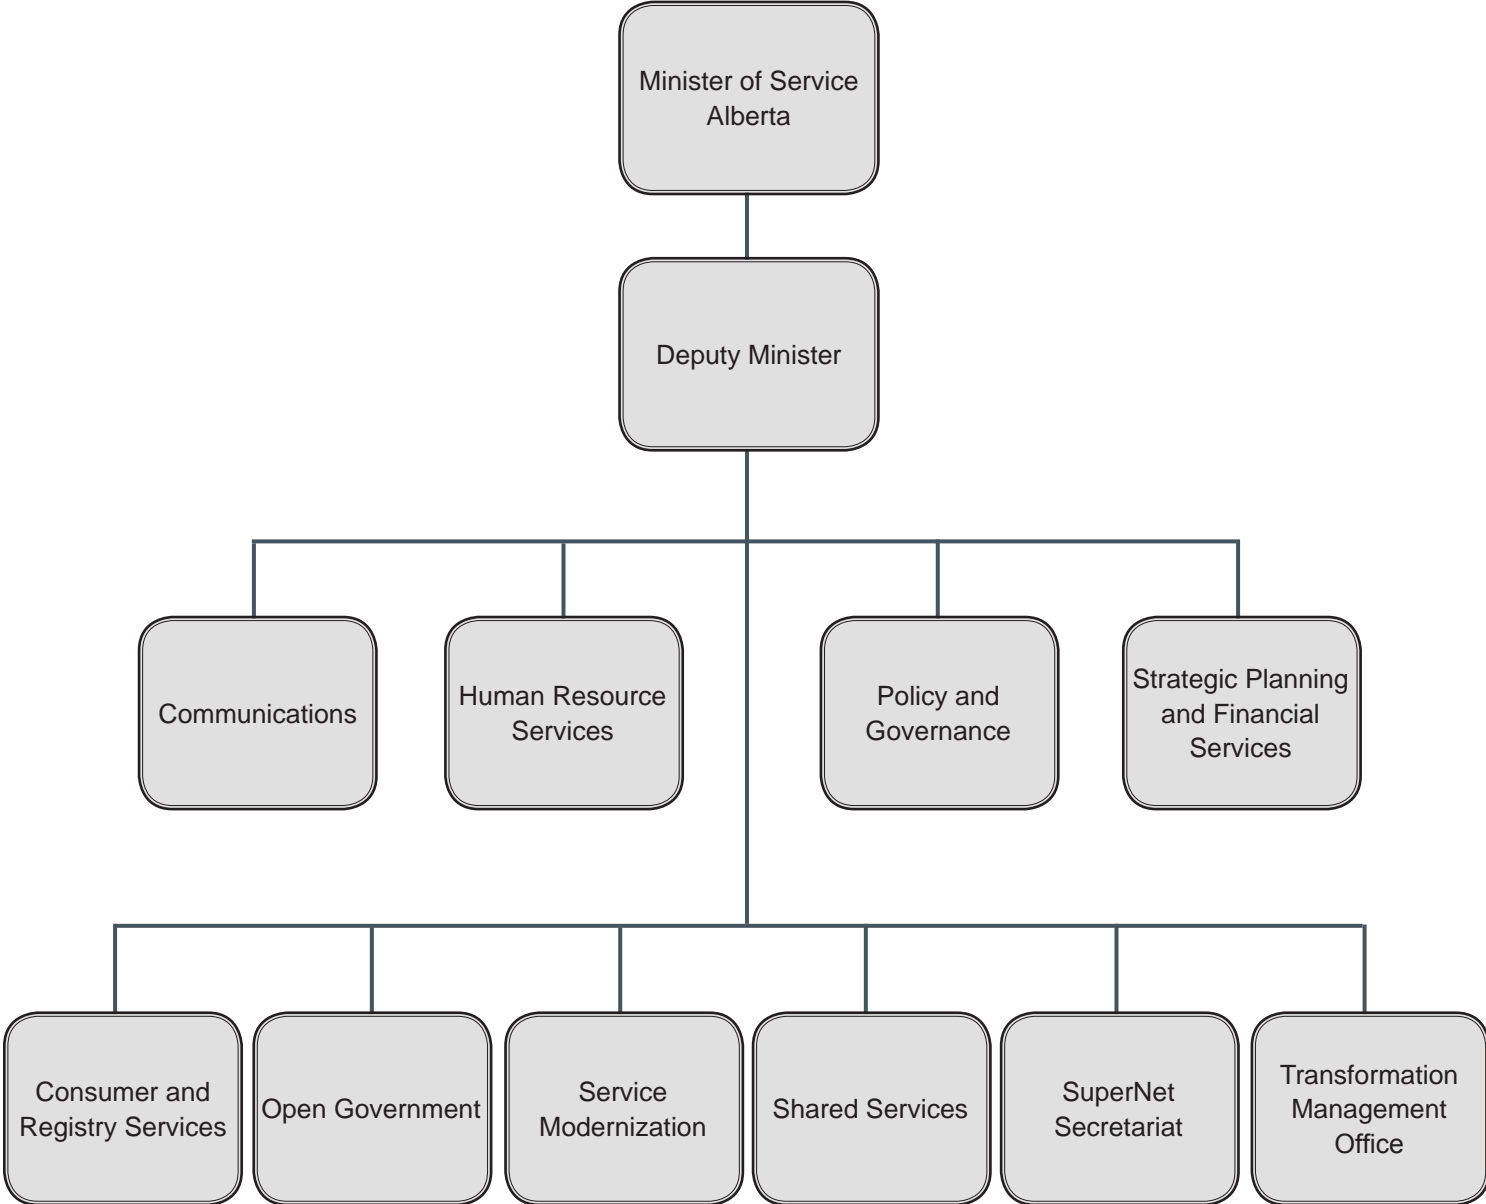 Minister of Service
Alberta
Deputy Minister
Communications
Human Resource
Services
Policy and
Governance
Strategic Planning
and Financial
Services
Consumer and
Registry Services
Open Government
Service
Modernization
Shared Services
SuperNet
Secretariat
Transformation
Management
Office